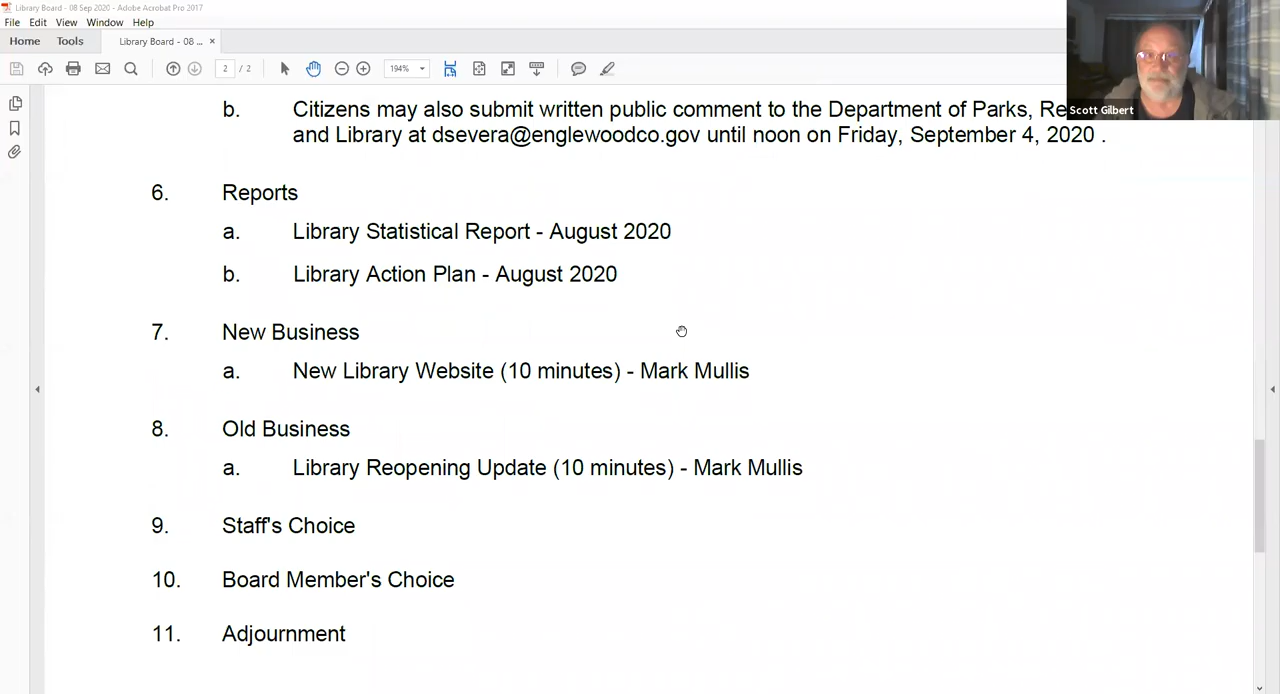 Library Board - 08 Sep 2020 - Adobe Acrobat Pro 2017
File Edit View Window Help
Home Tools Library Board - 08 ... ×
2 / 2 194%
Scott Gilbert
b. Citizens may also submit written public comment to the Department of Parks, Re
and Library at dsevera@englewoodco.gov until noon on Friday, September 4, 2020 .
6. Reports
a. Library Statistical Report - August 2020
b. Library Action Plan - August 2020
7. New Business
a. New Library Website (10 minutes) - Mark Mullis
8. Old Business
a. Library Reopening Update (10 minutes) - Mark Mullis
9. Staff's Choice
10. Board Member's Choice
11. Adjournment